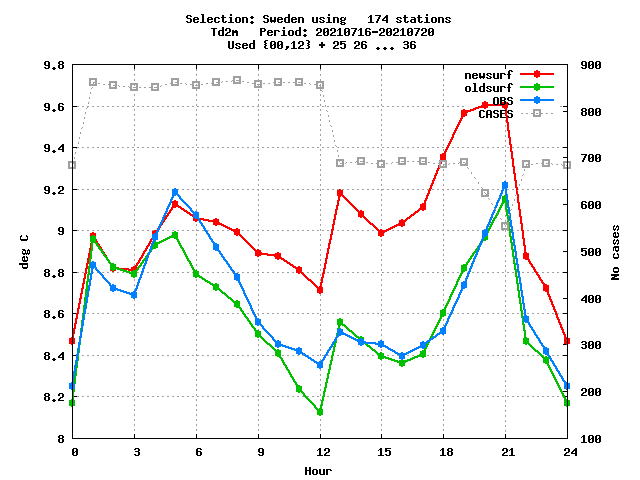 Selection: Sweden using   174 stations
Td2m   Period: 20210716-20210720
Used {00,12} + 25 26 ... 36
newsurf
oldsurf
OBS
CASES
9.8
9.6
9.4
9.2
9
8.8
8.6
8.4
8.2
8
900
800
700
600
500
400
300
200
100
deg C
No cases
0 3 6 9 12 15 18 21 24
Hour